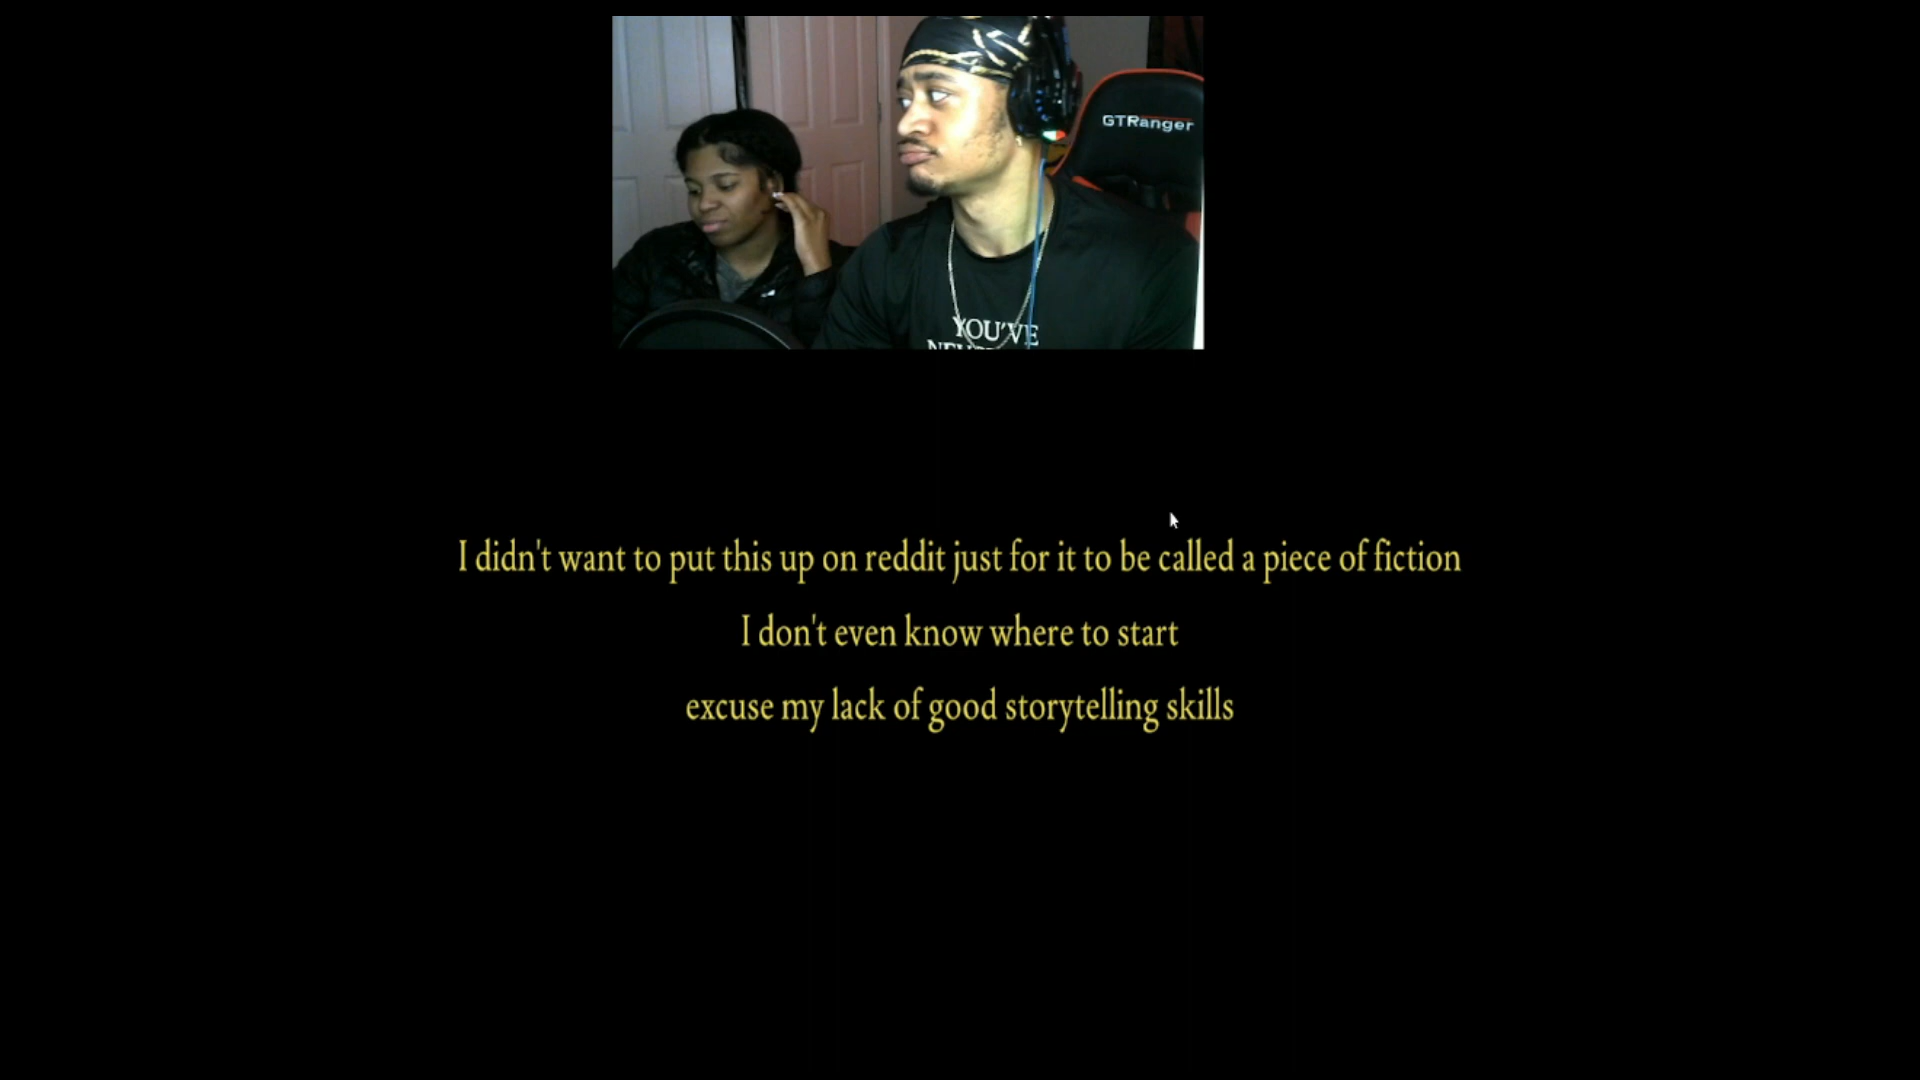 GTRanger
YOU'VE
I didn't want to put this up on reddit just for it to be called a piece of fiction
I don't even know where to start
excuse my lack of good storytelling skills